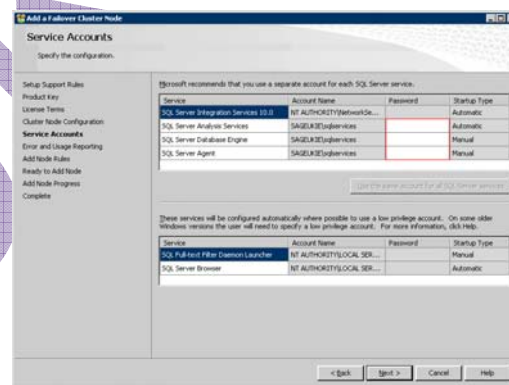 Add a Failover Cluster Node
Service Accounts
Specify the configuration.
Setup Support Rules
Product Key
License Terms
Cluster Node Configuration
Service Accounts
Error and Usage Reporting
Add Node Rules
Ready to Add Node
Add Node Progress
Complete
Microsoft recommends that you use a separate account for each SQL Server service.
Service Account Name Password Startup Type
SQL Server Integration Services 10.0 NT AUTHORITY\NetworkSe... Automatic
SQL Server Analysis Services Automatic
SQL Server Database Engine Manual
SQL Server Agent Manual
Use the same account for all SQL Server services
These services will be configured automatically where possible to use a low privilege account. On some older
Windows versions the user will need to specify a low privilege account. For more information, click Help.
Service Account Name Password Startup Type
SQL Full-text Filter Daemon Launcher NT AUTHORITY\LOCAL SER... Manual
SQL Server Browser NT AUTHORITY\LOCAL SER... Automatic
< Back Next > Cancel Help